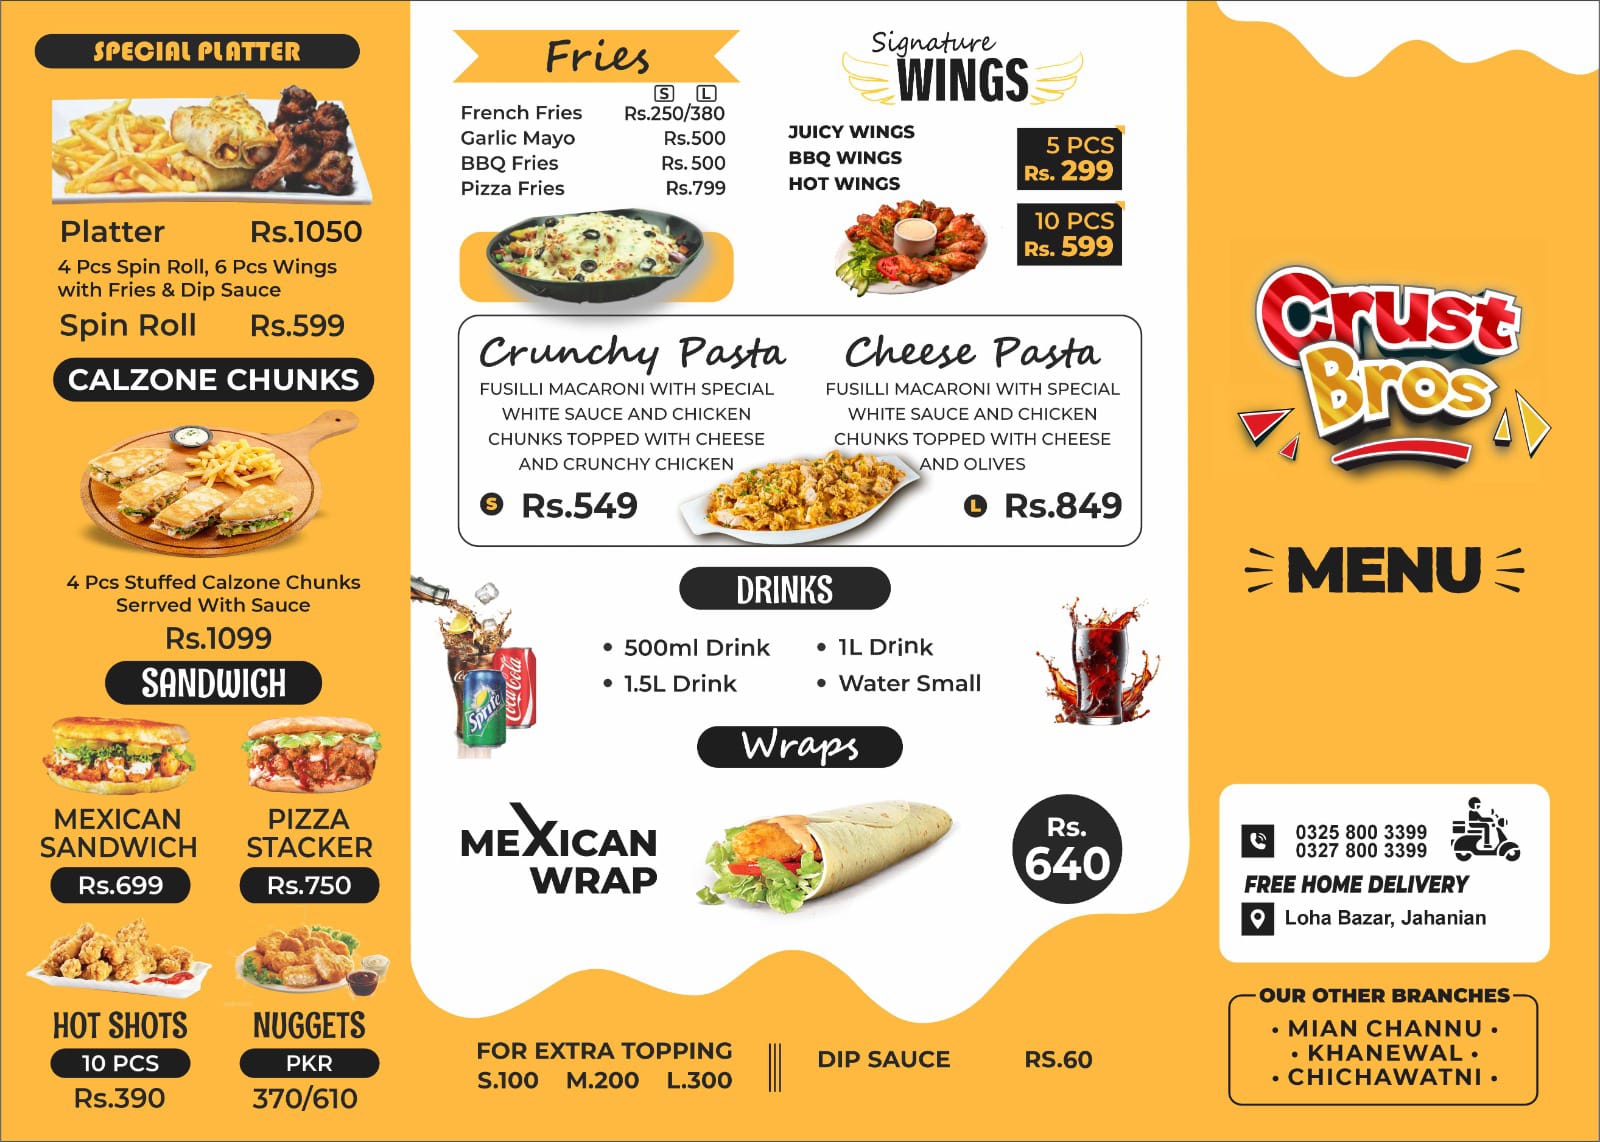 SPECIAL PLATTER
Platter Rs.1050
4 Pcs Spin Roll, 6 Pcs Wings
with Fries & Dip Sauce
Spin Roll Rs.599
CALZONE CHUNKS
4 Pcs Stuffed Calzone Chunks
Serrved With Sauce
Rs.1099
SANDWICH
MEXICAN
SANDWICH
Rs.699
PIZZA
STACKER
Rs.750
HOT SHOTS
10 PCS
Rs.390
NUGGETS
PKR
370/610
Fries
S L
French Fries Rs.250/380
Garlic Mayo Rs.500
BBQ Fries Rs. 500
Pizza Fries Rs.799
Signature
WINGS
JUICY WINGS
BBQ WINGS
HOT WINGS
5 PCS
Rs. 299
10 PCS
Rs. 599
Crunchy Pasta
FUSILLI MACARONI WITH SPECIAL
WHITE SAUCE AND CHICKEN
CHUNKS TOPPED WITH CHEESE
AND CRUNCHY CHICKEN
S Rs.549
Cheese Pasta
FUSILLI MACARONI WITH SPECIAL
WHITE SAUCE AND CHICKEN
CHUNKS TOPPED WITH CHEESE
AND OLIVES
L Rs.849
DRINKS
• 500ml Drink
• 1L Drink
• 1.5L Drink
• Water Small
Sprite
Coca-Cola
Wraps
MEXICAN
WRAP
Rs.
640
FOR EXTRA TOPPING
S.100 M.200 L.300
DIP SAUCE RS.60
Crust
Bros
MENU
0325 800 3399
0327 800 3399
FREE HOME DELIVERY
Loha Bazar, Jahanian
OUR OTHER BRANCHES
• MIAN CHANNU •
• KHANEWAL •
• CHICHAWATNI •